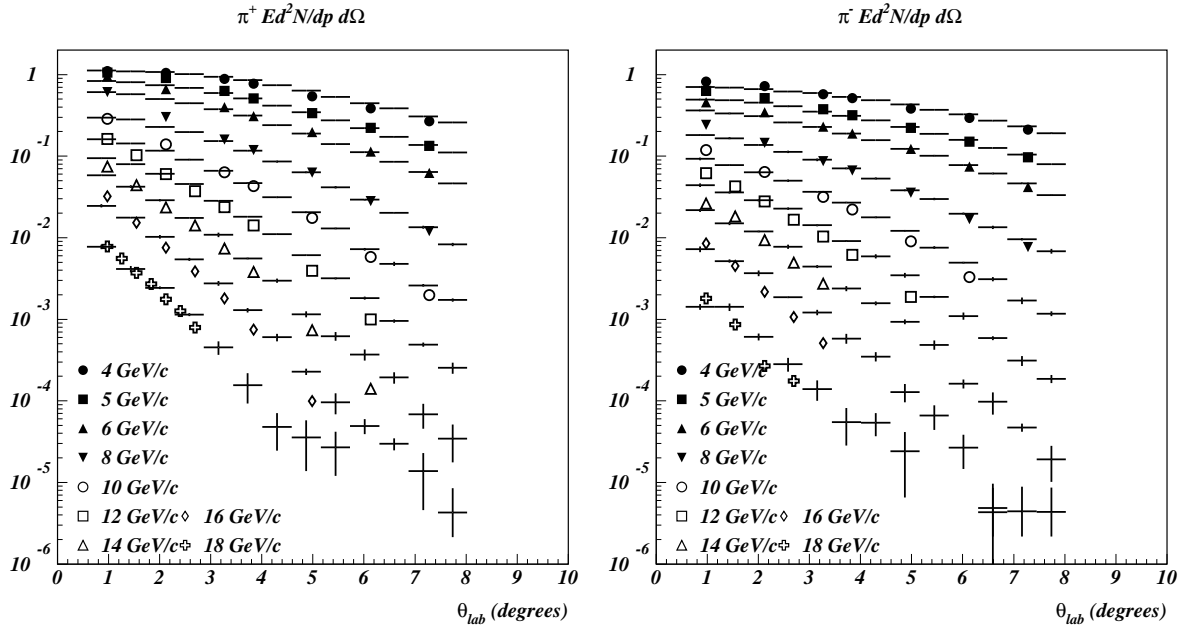 π+ Ed2N/dp dΩ
1
10-1
10-2
10-3
10-4
10-5
10-6
4 GeV/c
5 GeV/c
6 GeV/c
8 GeV/c
10 GeV/c
12 GeV/c 16 GeV/c
14 GeV/c 18 GeV/c
0 1 2 3 4 5 6 7 8 9 10
θlab (degrees)
π- Ed2N/dp dΩ
1
10-1
10-2
10-3
10-4
10-5
10-6
4 GeV/c
5 GeV/c
6 GeV/c
8 GeV/c
10 GeV/c
12 GeV/c 16 GeV/c
14 GeV/c 18 GeV/c
0 1 2 3 4 5 6 7 8 9 10
θlab (degrees)